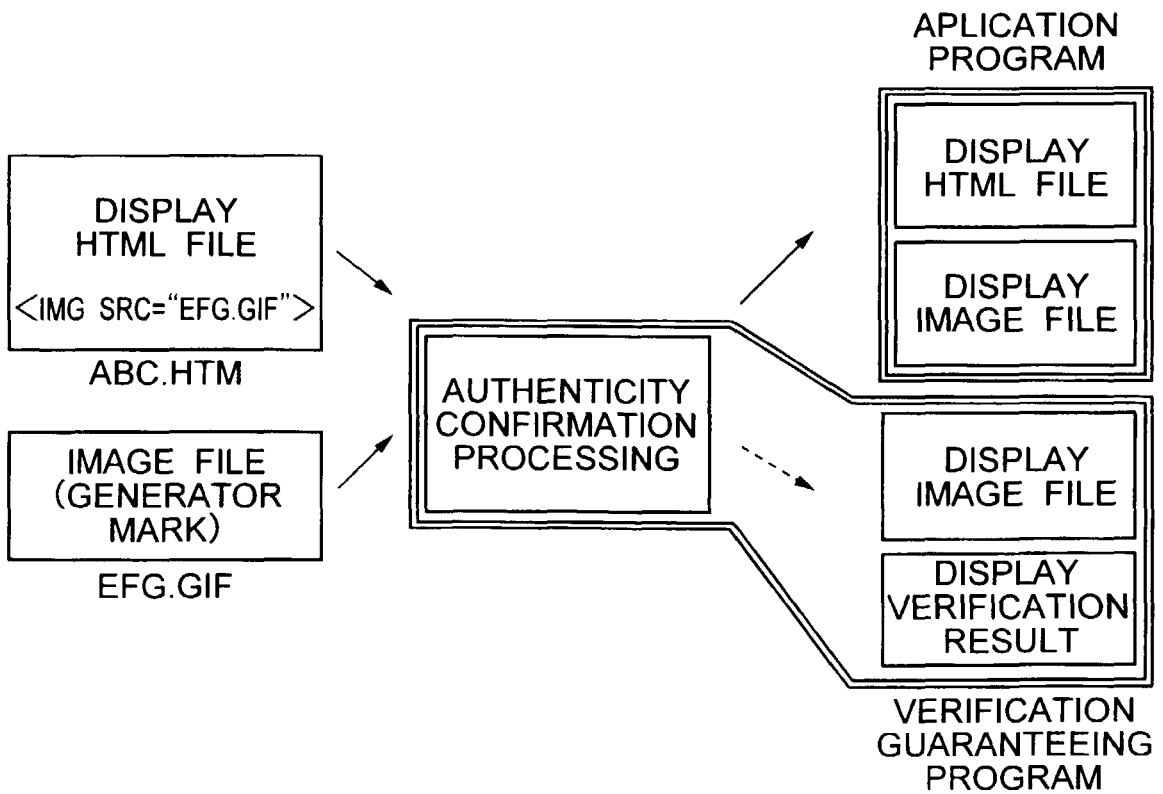 DISPLAY
HTML FILE
<IMG SRC=“EFG.GIF”>
ABC.HTM
IMAGE FILE
(GENERATOR
MARK)
EFG.GIF
AUTHENTICITY
CONFIRMATION
PROCESSING
APLICATION
PROGRAM
DISPLAY
HTML FILE
DISPLAY
IMAGE FILE
DISPLAY
IMAGE FILE
DISPLAY
VERIFICATION
RESULT
VERIFICATION
GUARANTEEING
PROGRAM